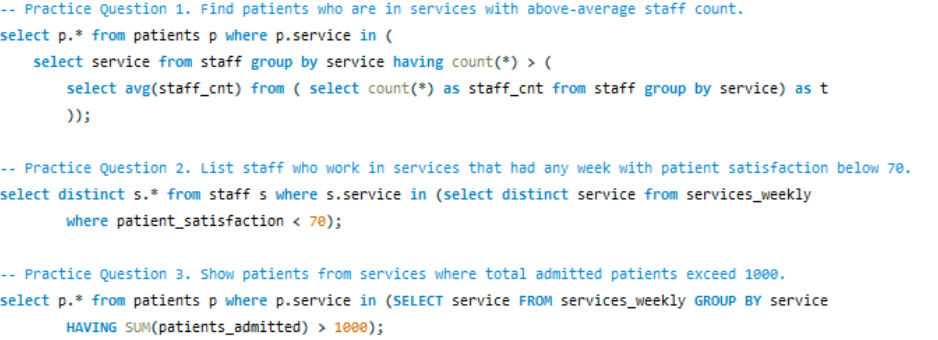 -- Practice Question 1. Find patients who are in services with above-average staff count.
select p.* from patients p where p.service in (
select service from staff group by service having count(*) > (
select avg(staff_cnt) from ( select count(*) as staff_cnt from staff group by service) as t
));
-- Practice Question 2. List staff who work in services that had any week with patient satisfaction below 70.
select distinct s.* from staff s where s.service in (select distinct service from services_weekly
where patient_satisfaction < 70);
-- Practice Question 3. Show patients from services where total admitted patients exceed 1000.
select p.* from patients p where p.service in (SELECT service FROM services_weekly GROUP BY service
HAVING SUM(patients_admitted) > 1000);